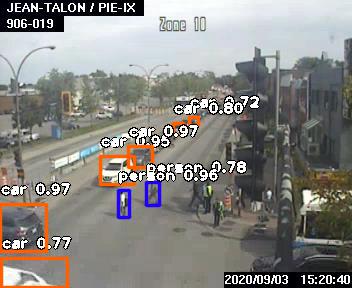 JEAN-TALON / PIE-IX
906-019
Zone 10
car 0.72
car 0.80
car 0.97
car 0.95
person 0.78
person 0.96
car 0.97
car 0.77
2020/09/03 15:20:40